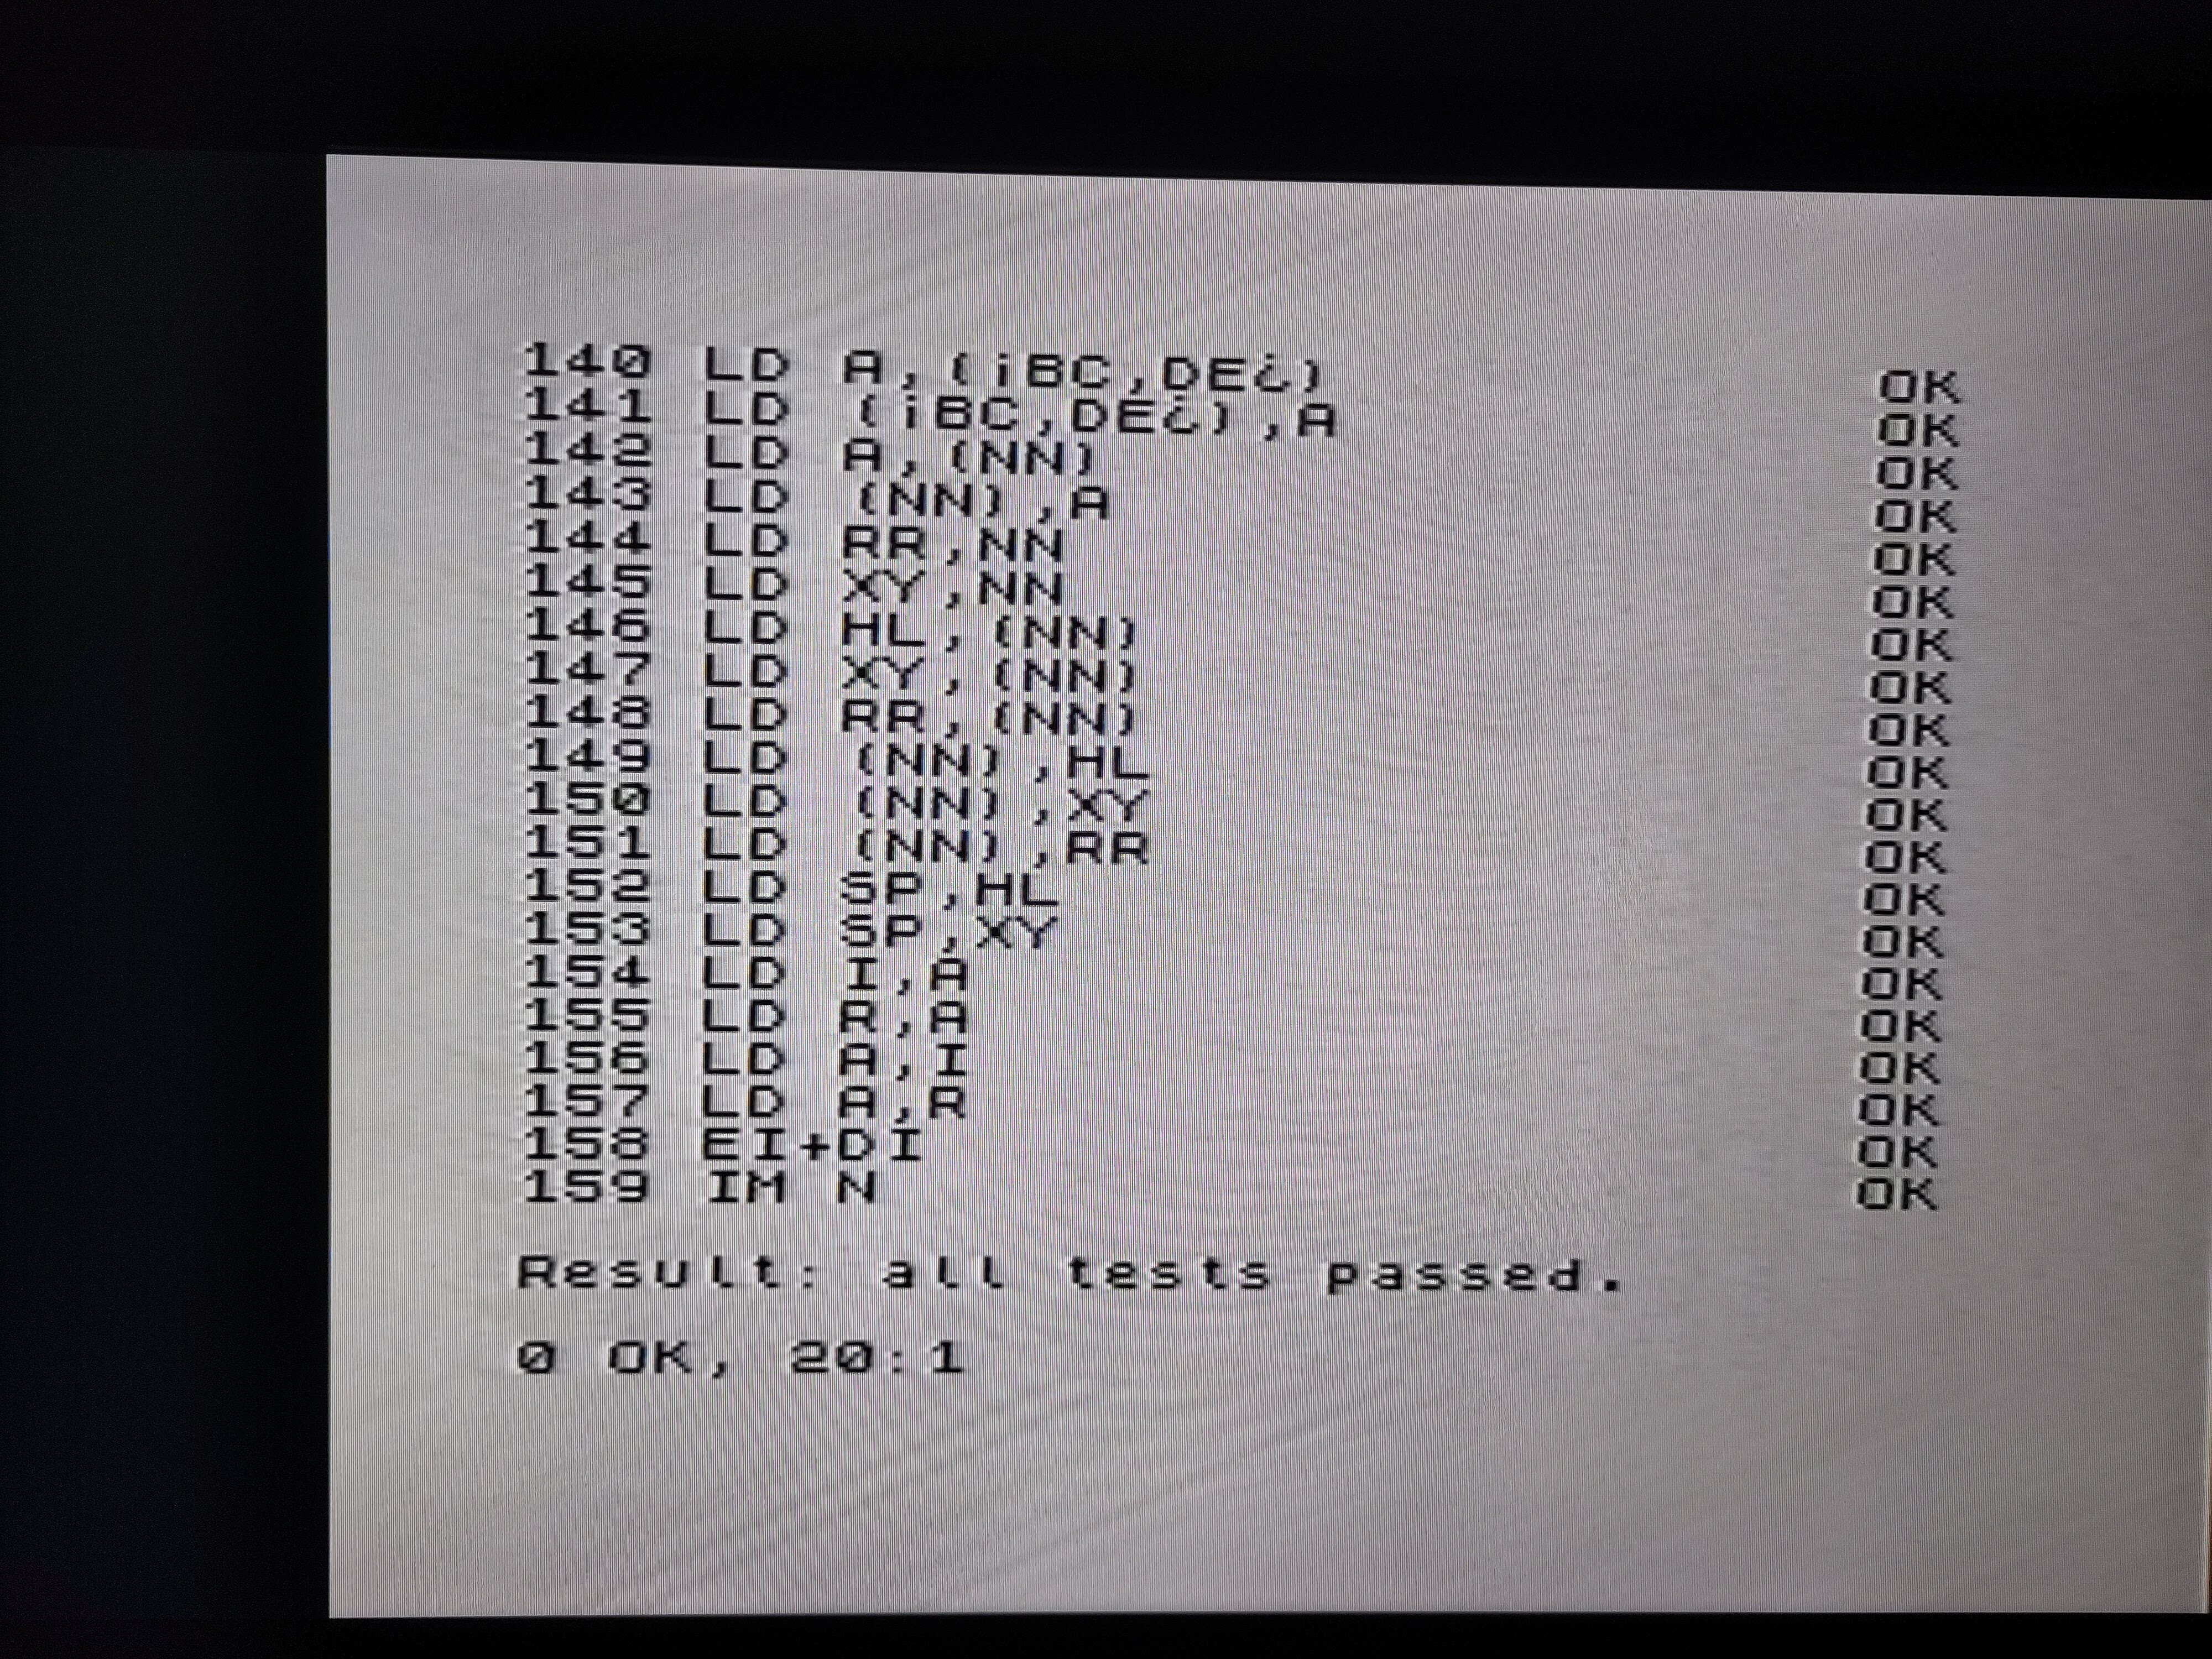 140 LD A,(¡BC,DE¿) OK
141 LD (¡BC,DE¿),A OK
142 LD A,(NN) OK
143 LD (NN),A OK
144 LD RR,NN OK
145 LD XY,NN OK
146 LD HL,(NN) OK
147 LD XY,(NN) OK
148 LD RR,(NN) OK
149 LD (NN),HL OK
150 LD (NN),XY OK
151 LD (NN),RR OK
152 LD SP,HL OK
153 LD SP,XY OK
154 LD I,A OK
155 LD R,A OK
156 LD A,I OK
157 LD A,R OK
158 EI+DI OK
159 IM N OK
Result: all tests passed.
0 OK, 20:1